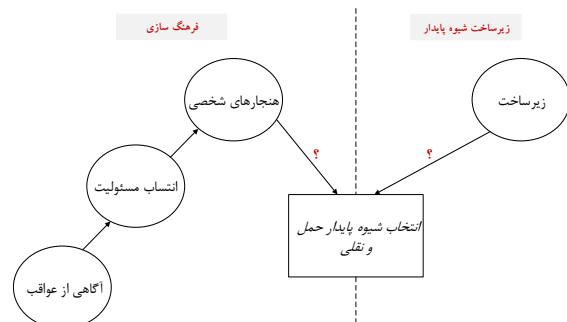 زیرساخت شیوه پایدار
فرهنگ سازی
زیرساخت
هنجارهای شخصی
؟
؟
انتساب مسئولیت
انتخاب شیوه پایدار حمل
و نقلی
آگاهی از عواقب